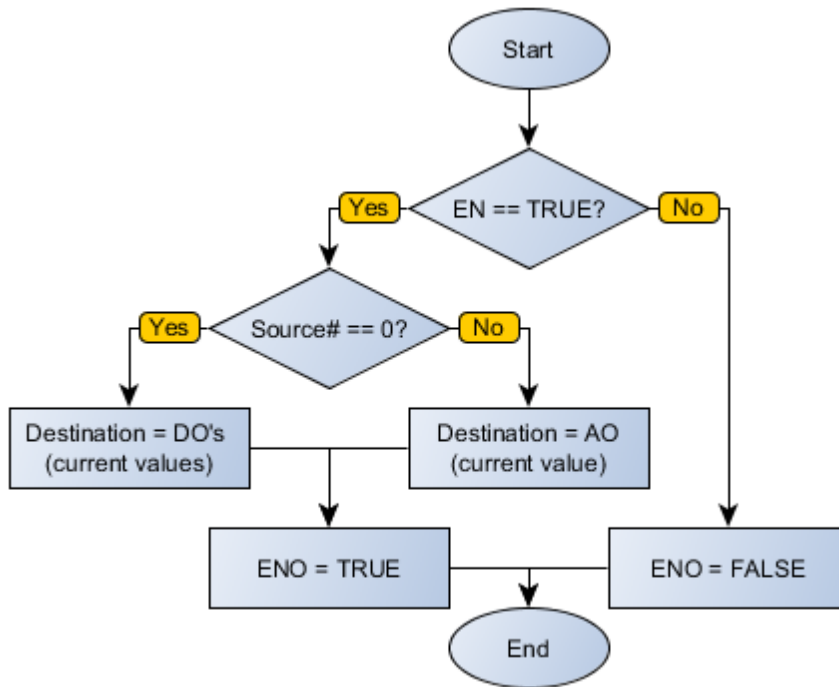 Start
EN == TRUE?
Yes
No
Source# == 0?
Yes
No
Destination = DO's
(current values)
Destination = AO
(current value)
ENO = TRUE
ENO = FALSE
End